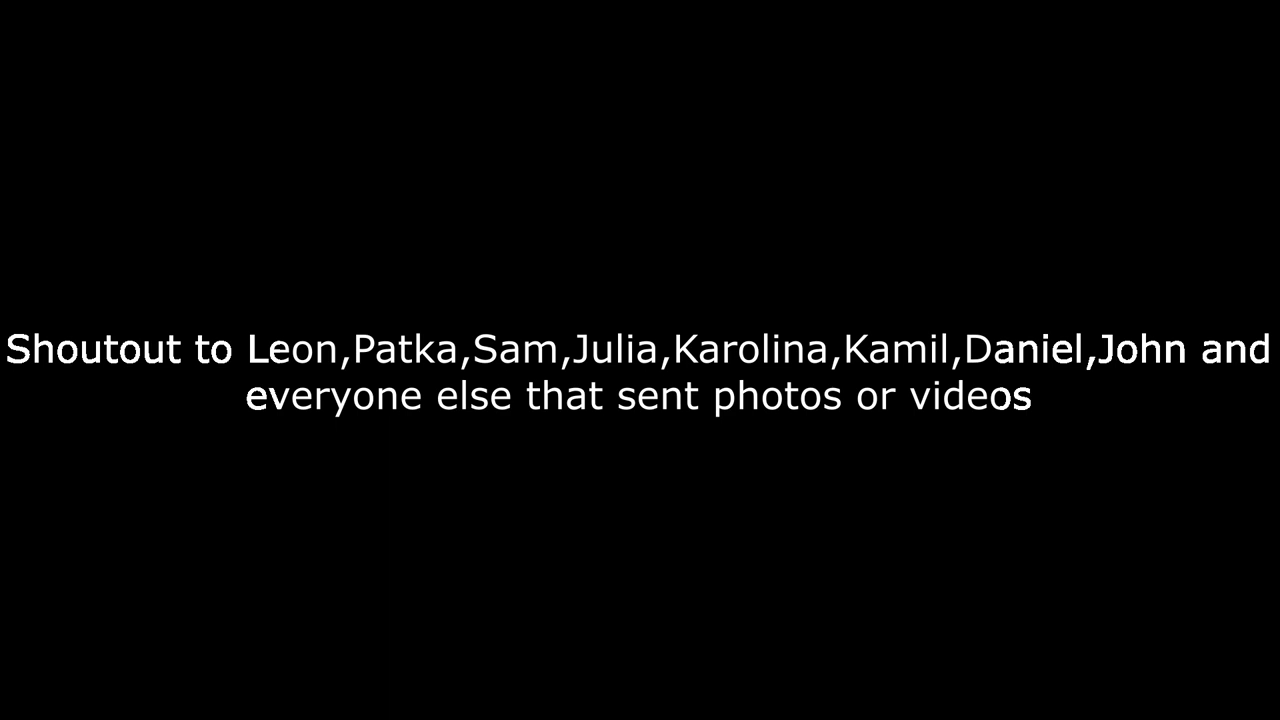 Shoutout to Leon,Patka,Sam,Julia,Karolina,Kamil,Daniel,John and
everyone else that sent photos or videos